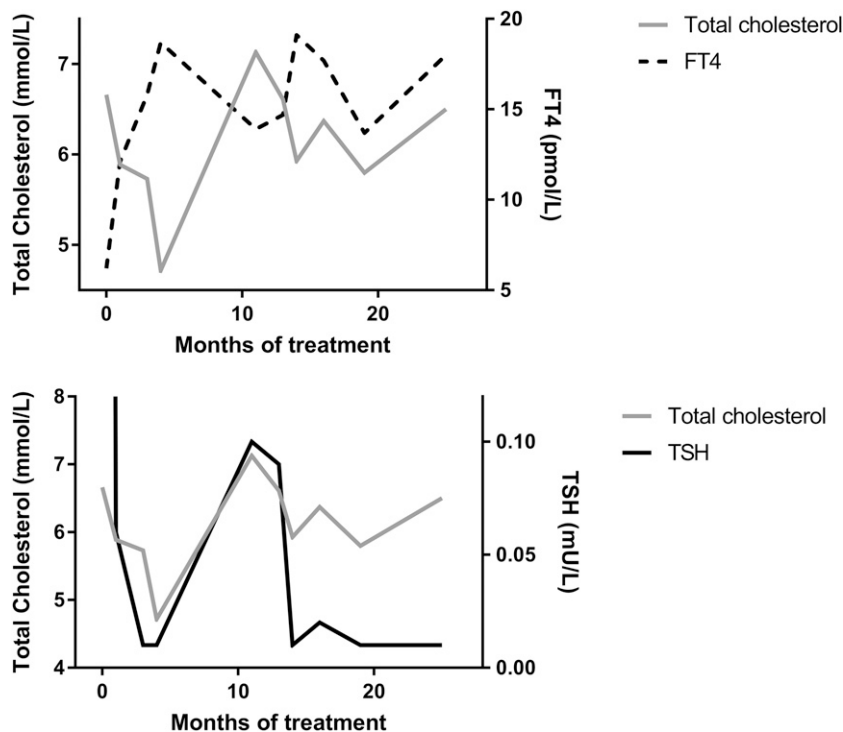 Total cholesterol
FT4
Total Cholesterol (mmol/L)
7
6
5
20
15
10
5
FT4 (pmol/L)
0
10
20
Months of treatment
Total cholesterol
TSH
Total Cholesterol (mmol/L)
8
7
6
5
4
0.10
0.05
0.00
TSH (mU/L)
0
10
20
Months of treatment